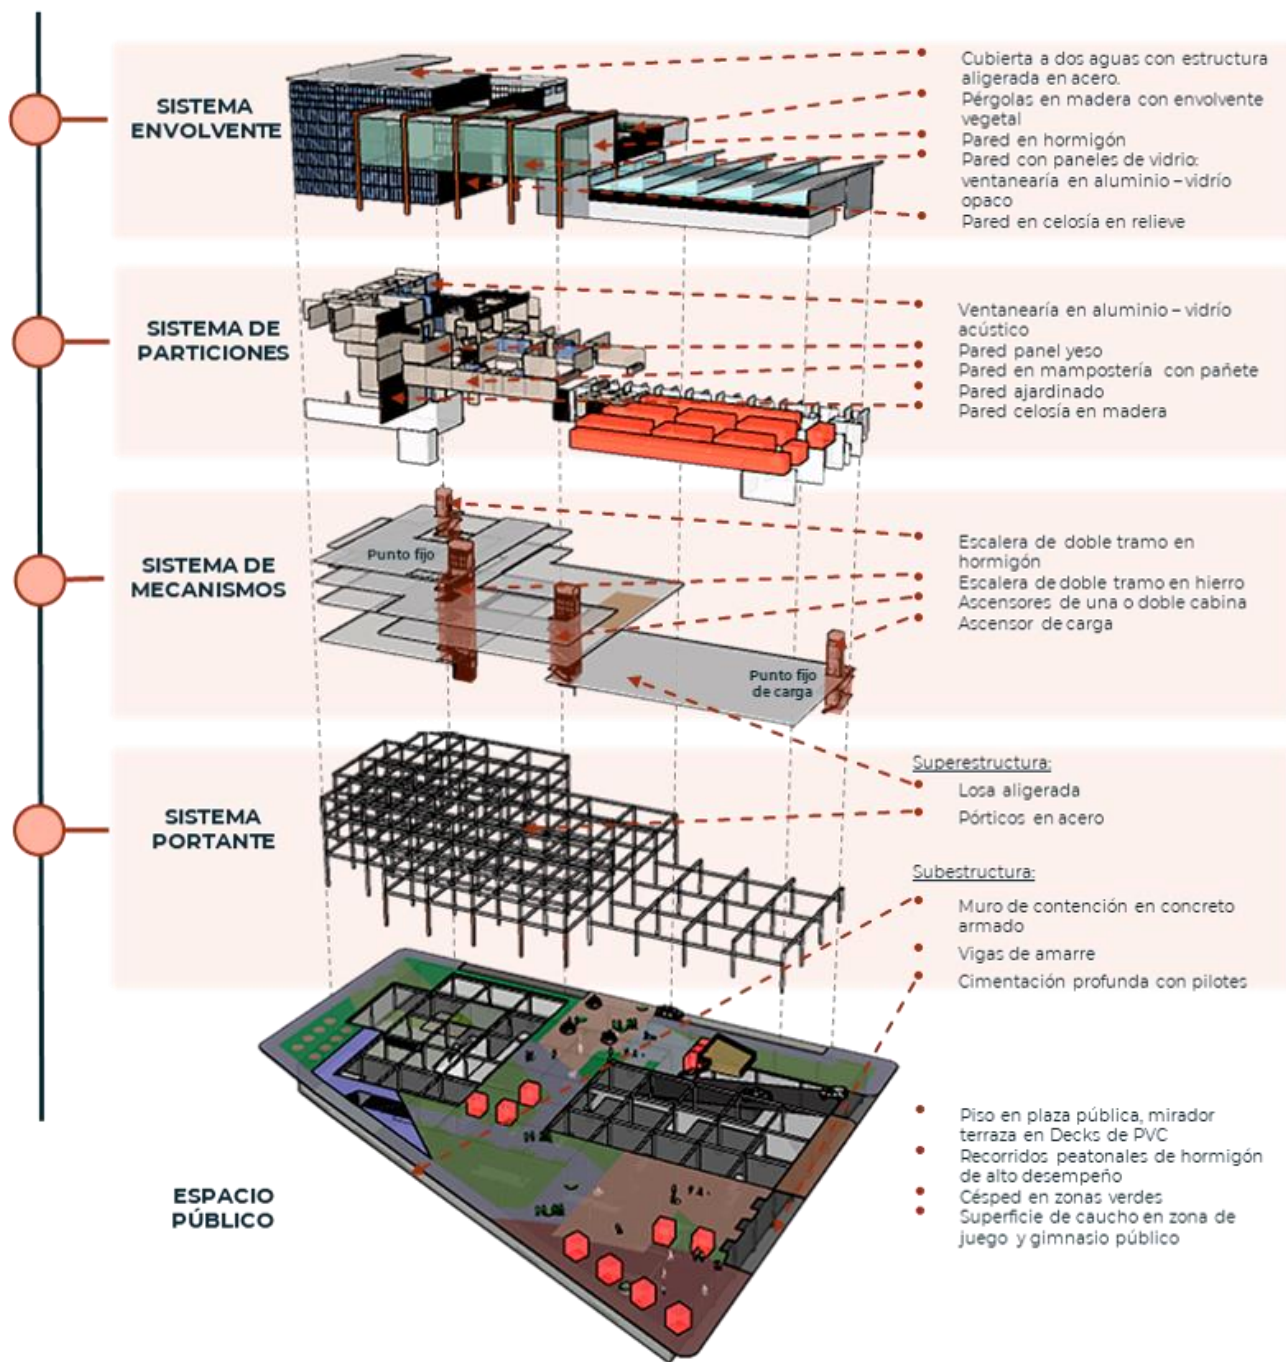 SISTEMA
ENVOLVENTE
Cubierta a dos aguas con estructura
aligerada en acero.
Pérgolas en madera con envolvente
vegetal
Pared en hormigón
Pared con paneles de vidrio:
ventanearía en aluminio – vidrío
opaco
Pared en celosía en relieve
SISTEMA DE
PARTICIONES
Ventanearía en aluminio – vidrío
acústico
Pared panel yeso
Pared en mampostería con pañete
Pared ajardinado
Pared celosía en madera
SISTEMA DE
MECANISMOS
Punto fijo
Punto fijo
de carga
Escalera de doble tramo en
hormigón
Escalera de doble tramo en hierro
Ascensores de una o doble cabina
Ascensor de carga
SISTEMA
PORTANTE
Superestructura:
Losa aligerada
Pórticos en acero
Subestructura:
Muro de contención en concreto
armado
Vigas de amarre
Cimentación profunda con pilotes
ESPACIO
PÚBLICO
Piso en plaza pública, mirador
terraza en Decks de PVC
Recorridos peatonales de hormigón
de alto desempeño
Césped en zonas verdes
Superficie de caucho en zona de
juego y gimnasio público